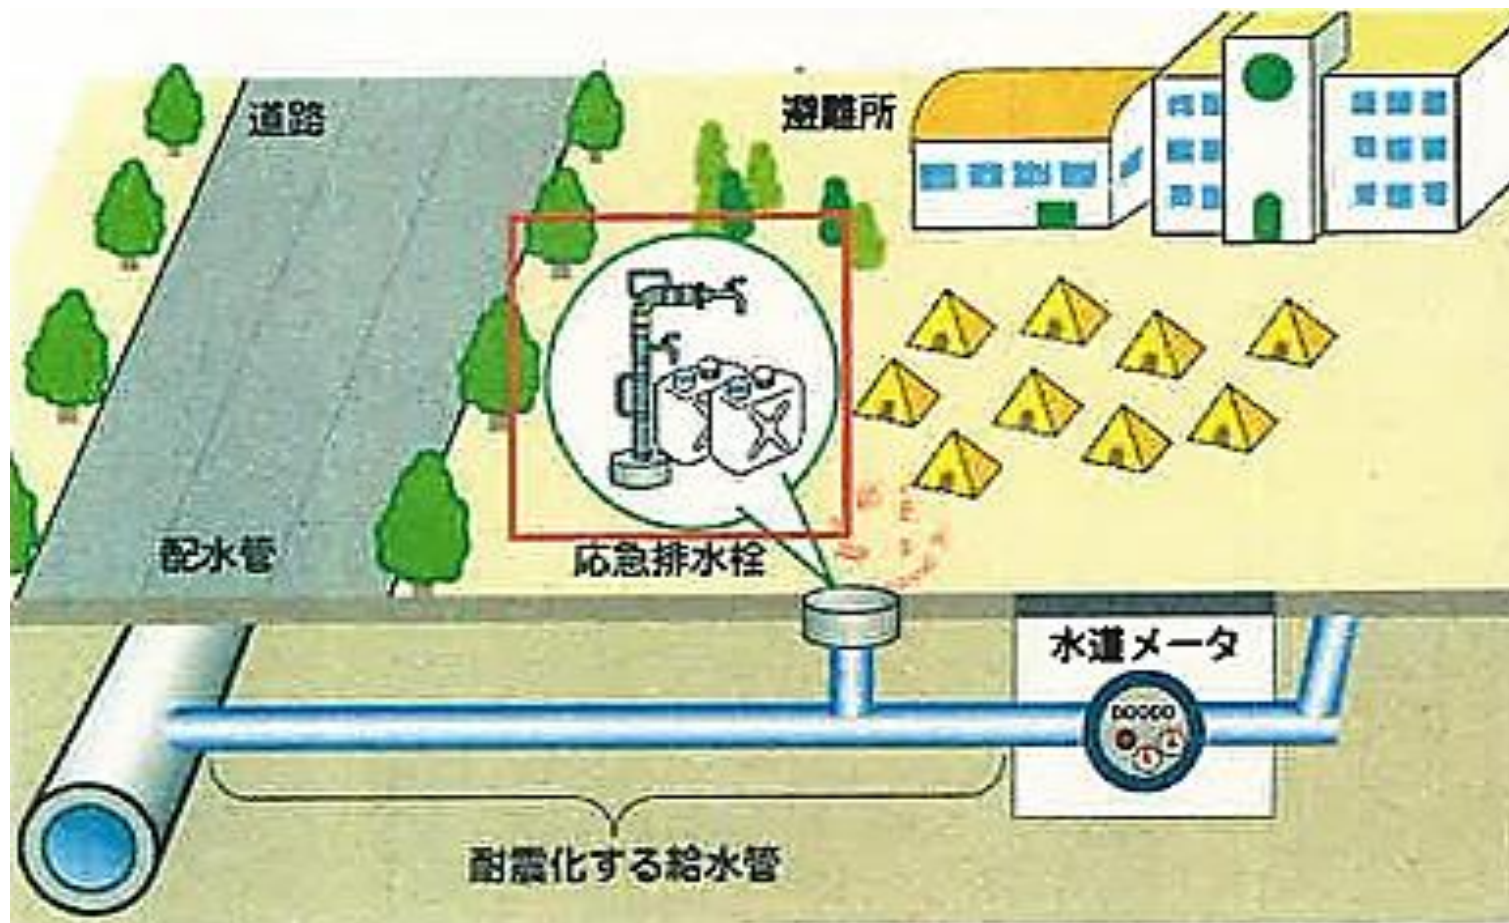 道路
避難所
配水管
応急排水栓
水道メータ
耐震化する給水管